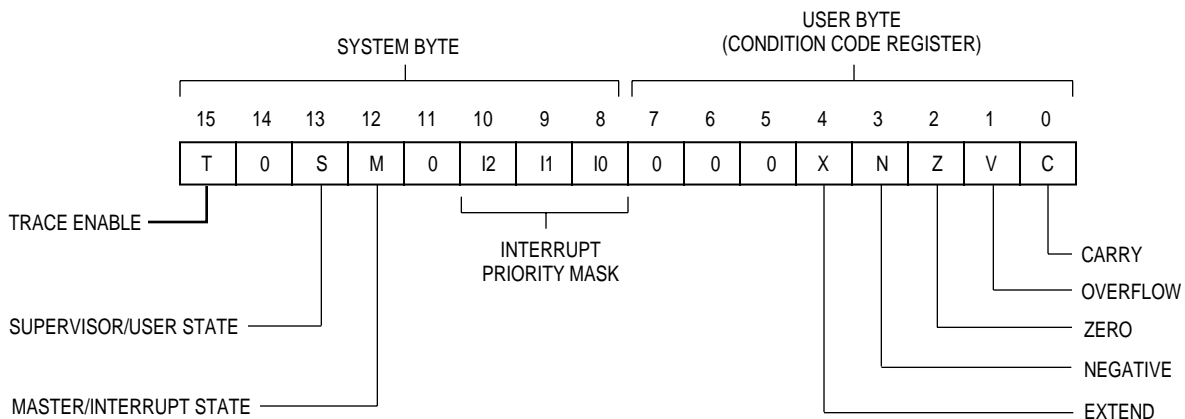 USER BYTE
(CONDITION CODE REGISTER)
SYSTEM BYTE
15 14 13 12 11 10 9 8 7 6 5 4 3 2 1 0
T 0 S M 0 I2 I1 I0 0 0 0 X N Z V C
TRACE ENABLE
INTERRUPT
PRIORITY MASK
CARRY
OVERFLOW
SUPERVISOR/USER STATE
ZERO
NEGATIVE
MASTER/INTERRUPT STATE
EXTEND